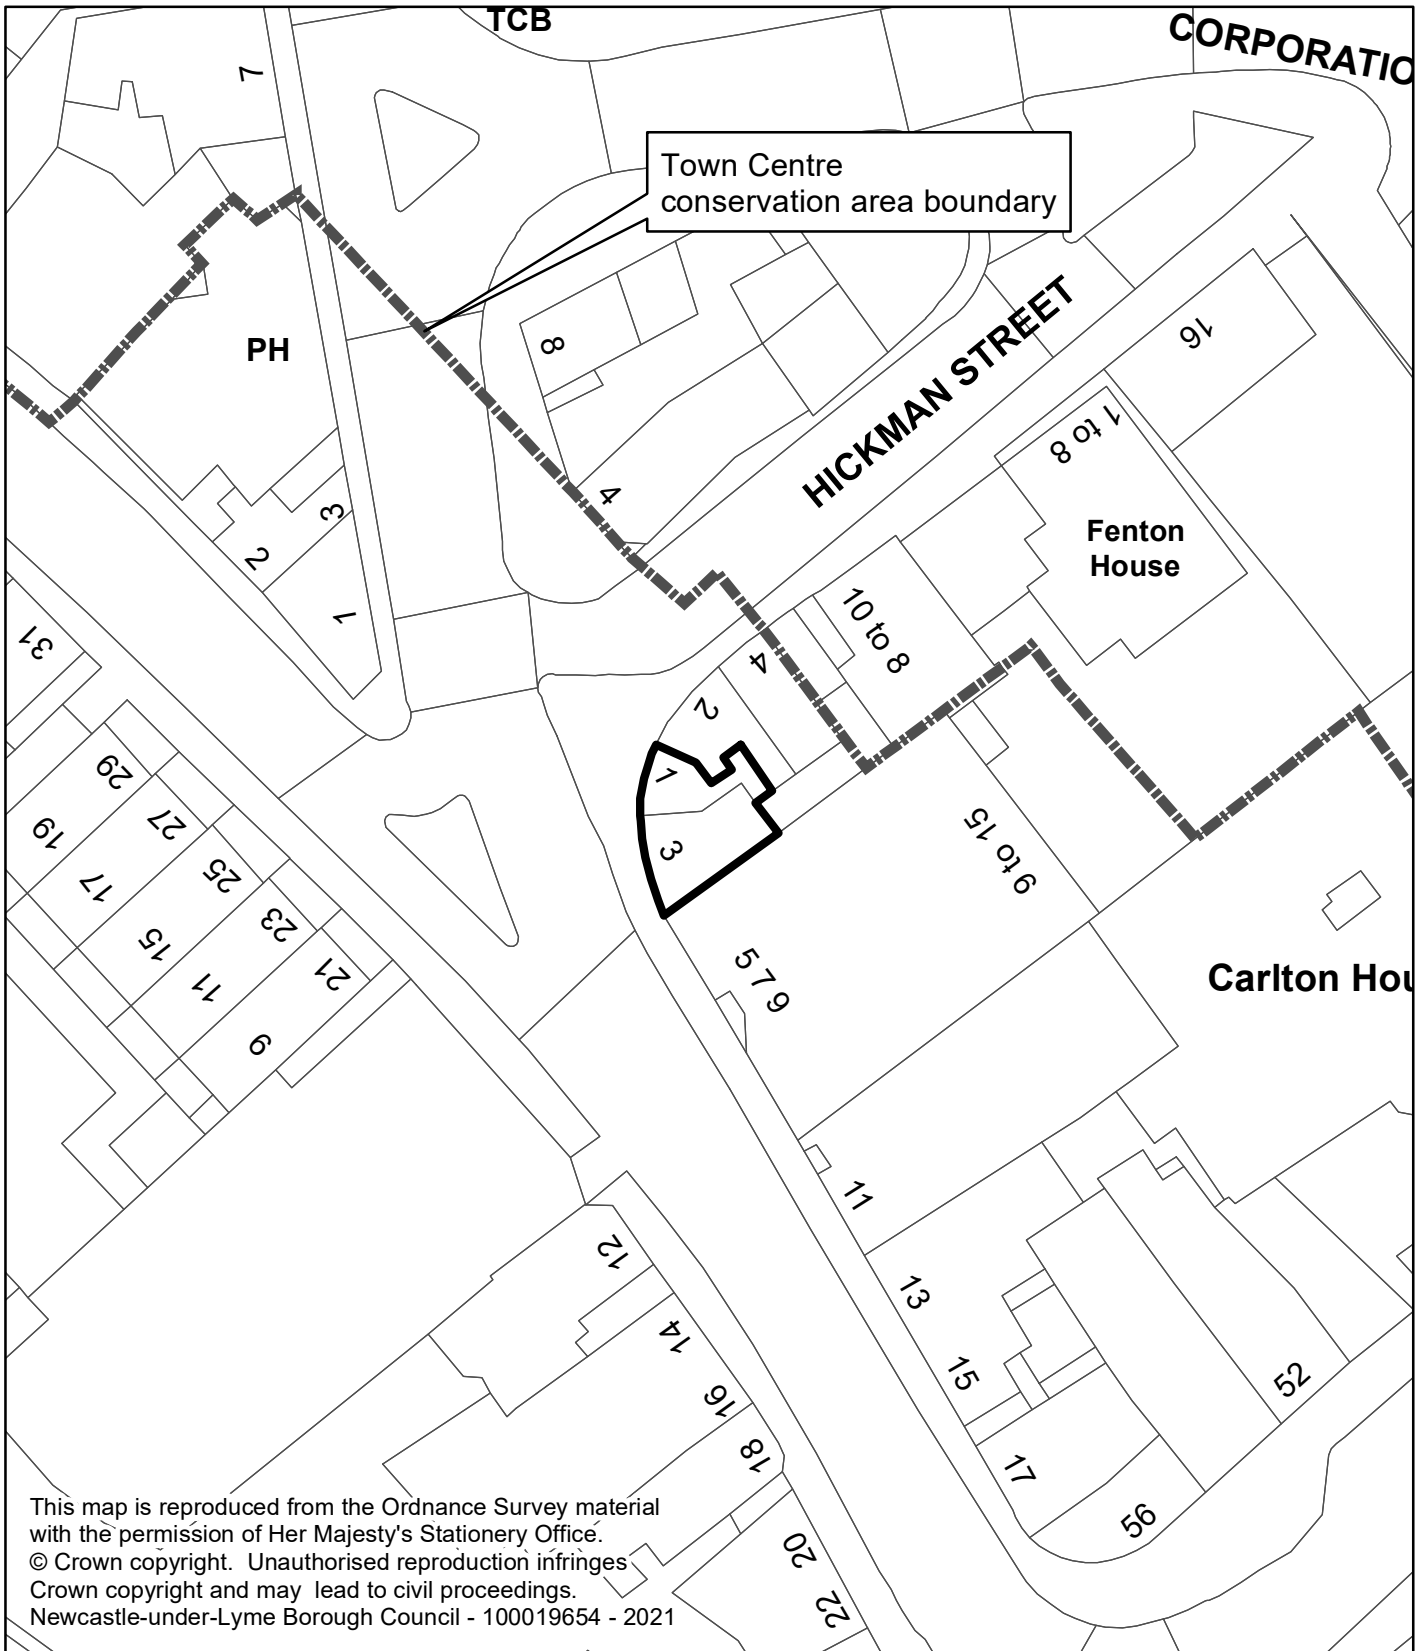 TCB
CORPORATIO
7
Town Centre
conservation area boundary
PH
8
HICKMAN STREET
16
1 to 8
Fenton
House
4
3
2
1
10 to 8
4
2
1
3
31
29
27
25
23
21
19
17
15
11
9
9 to 15
5 7 9
Carlton Hou
11
13
15
17
52
56
12
14
16
18
20
22
This map is reproduced from the Ordnance Survey material
with the permission of Her Majesty's Stationery Office.
© Crown copyright. Unauthorised reproduction infringes
Crown copyright and may lead to civil proceedings.
Newcastle-under-Lyme Borough Council - 100019654 - 2021